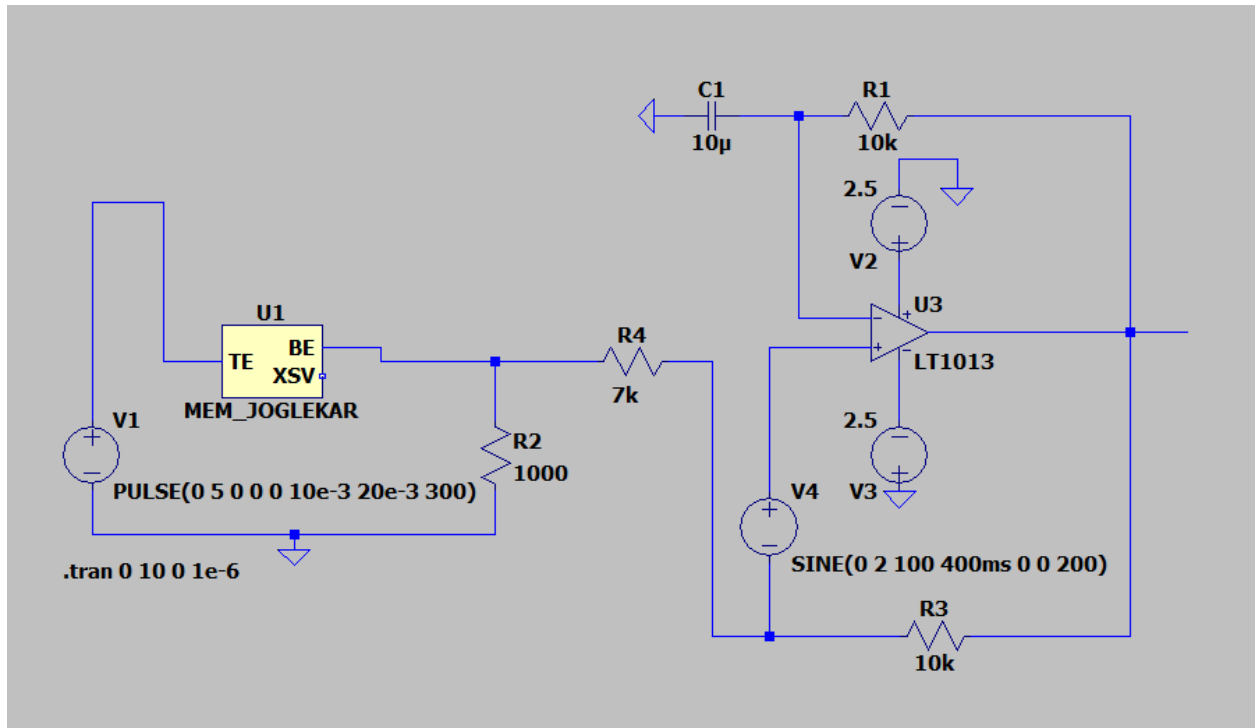 C1
10µ
R1
10k
2.5
V2
U3
LT1013
2.5
V3
U1
TE
BE
XSV
MEM_JOGLEKAR
V1
PULSE(0 5 0 0 0 10e-3 20e-3 300)
R2
1000
R4
7k
V4
SINE(0 2 100 400ms 0 0 200)
R3
10k
.tran 0 10 0 1e-6